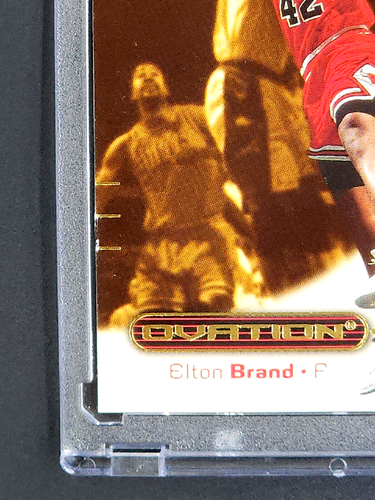 42
OVATION®
Elton Brand • F